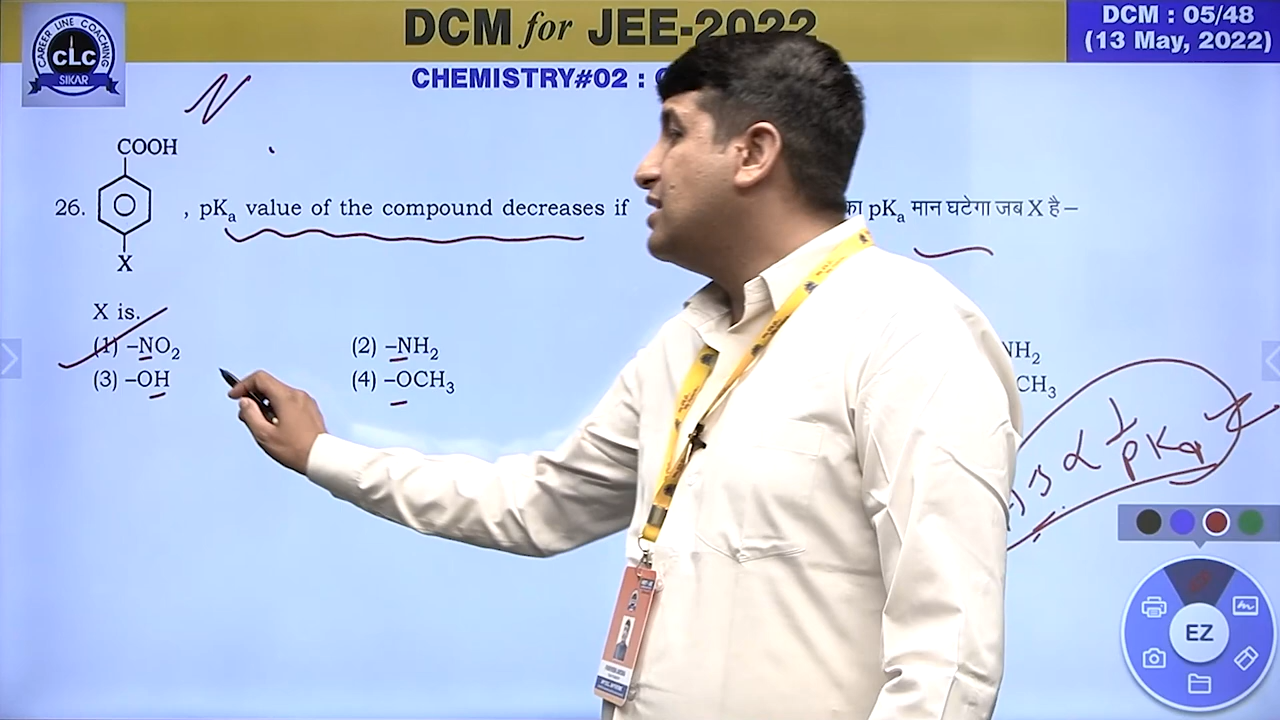 DCM for JEE-2022
DCM : 05/48
(13 May, 2022)
CAREER LINE COACHING
CLC
SIKAR
CHEMISTRY#02 :
COOH
26. , pKa value of the compound decreases if
का pKa मान घटेगा जब X है–
X
X is.
(1) –NO2 (2) –NH2
NH2
(3) –OH (4) –OCH3
CH3
∝ 1/pKa
EZ